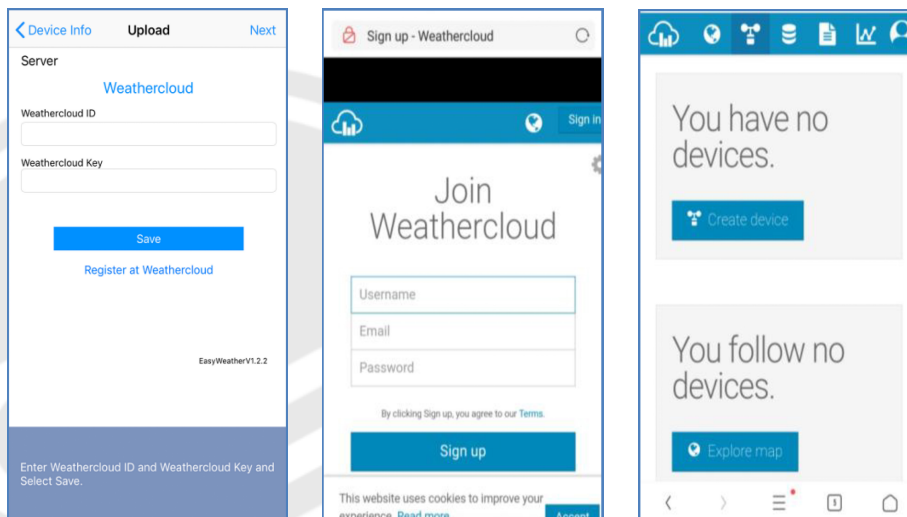 Device Info Upload Next
Server
Weathercloud
Weathercloud ID
Weathercloud Key
Save
Register at Weathercloud
EasyWeatherV1.2.2
Enter Weathercloud ID and Weathercloud Key and
Select Save.
Sign up - Weathercloud
Sign in
Join
Weathercloud
Username
Email
Password
By clicking Sign up, you agree to our Terms.
Sign up
This website uses cookies to improve your
experience. Read more
Accept
You have no
devices.
Create device
You follow no
devices.
Explore map